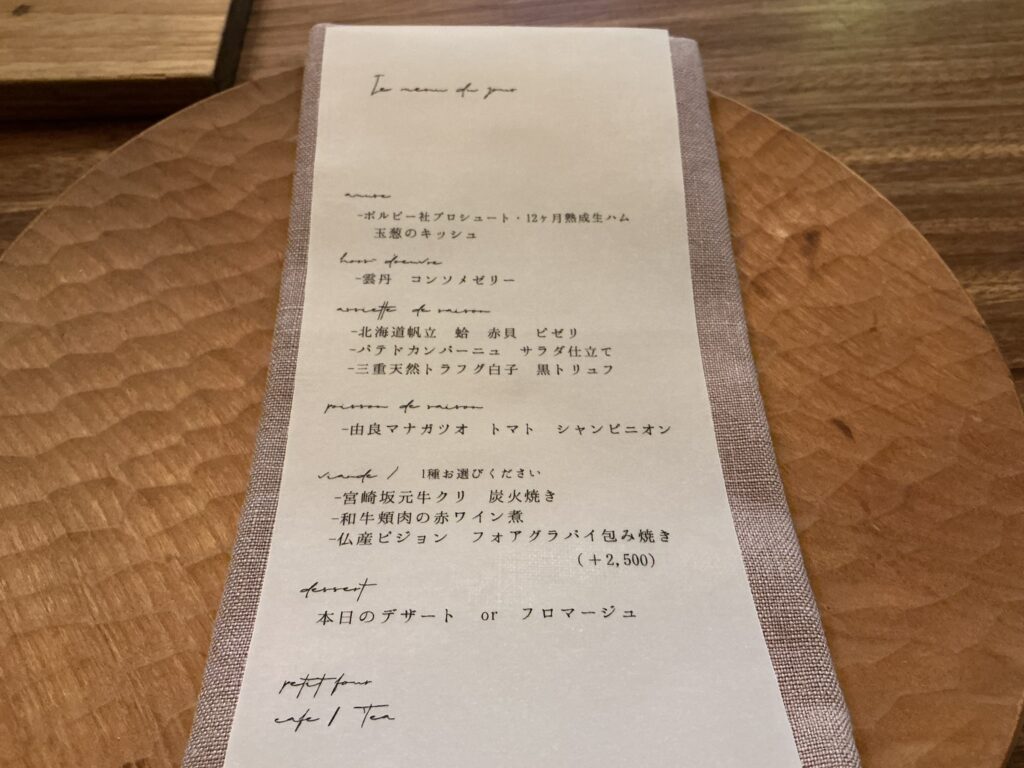 Le menu du jour
amuse
-ボルビー社プロシュート・12ヶ月熟成生ハム
玉葱のキッシュ
hors d'oeuvre
-雲丹　コンソメゼリー
assiette de saison
-北海道帆立　蛤　赤貝　ピゼリ
-パテドカンパーニュ　サラダ仕立て
-三重天然トラフグ白子　黒トリュフ
poisson de saison
-由良マナガツオ　トマト　シャンピニオン
viande /　1種お選びください
-宮崎坂元牛クリ　炭火焼き
-和牛頬肉の赤ワイン煮
-仏産ピジョン　フォアグラパイ包み焼き
(＋2,500)
dessert
本日のデザート　or　フロマージュ
petit four
cafe / Tea